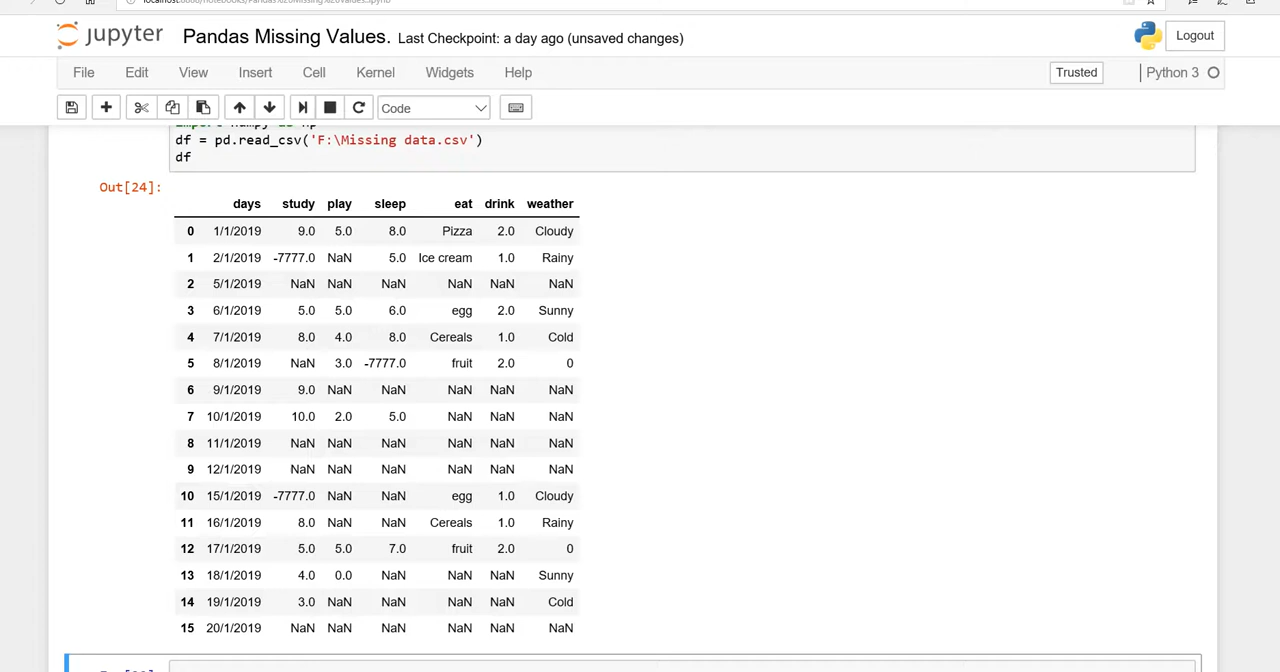 jupyter Pandas Missing Values. Last Checkpoint: a day ago (unsaved changes) Logout
File Edit View Insert Cell Kernel Widgets Help Trusted Python 3
Code
df = pd.read_csv('F:\Missing data.csv')
df
Out[24]:
days study play sleep eat drink weather
0 1/1/2019 9.0 5.0 8.0 Pizza 2.0 Cloudy
1 2/1/2019 -7777.0 NaN 5.0 Ice cream 1.0 Rainy
2 5/1/2019 NaN NaN NaN NaN NaN NaN
3 6/1/2019 5.0 5.0 6.0 egg 2.0 Sunny
4 7/1/2019 8.0 4.0 8.0 Cereals 1.0 Cold
5 8/1/2019 NaN 3.0 -7777.0 fruit 2.0 0
6 9/1/2019 9.0 NaN NaN NaN NaN NaN
7 10/1/2019 10.0 2.0 5.0 NaN NaN NaN
8 11/1/2019 NaN NaN NaN NaN NaN NaN
9 12/1/2019 NaN NaN NaN NaN NaN NaN
10 15/1/2019 -7777.0 NaN NaN egg 1.0 Cloudy
11 16/1/2019 8.0 NaN NaN Cereals 1.0 Rainy
12 17/1/2019 5.0 5.0 7.0 fruit 2.0 0
13 18/1/2019 4.0 0.0 NaN NaN NaN Sunny
14 19/1/2019 3.0 NaN NaN NaN NaN Cold
15 20/1/2019 NaN NaN NaN NaN NaN NaN